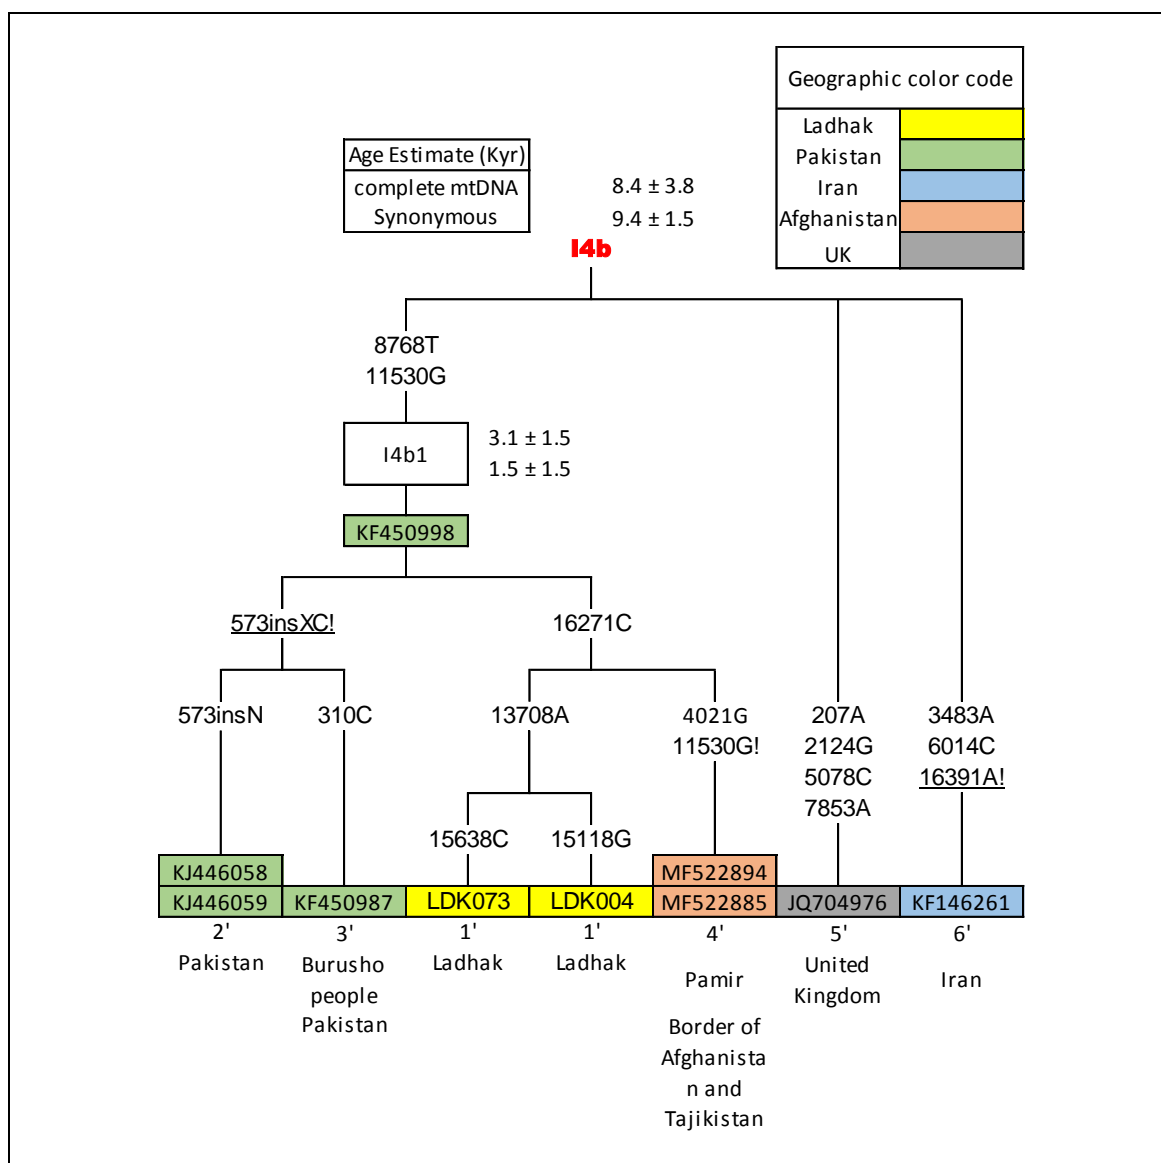 Geographic color code
Ladhak
Pakistan
Iran
Afghanistan
UK
Age Estimate (Kyr)
complete mtDNA
Synonymous
8.4 ± 3.8
9.4 ± 1.5
I4b
8768T
11530G
I4b1
3.1 ± 1.5
1.5 ± 1.5
KF450998
573insXC!
16271C
573insN
310C
13708A
4021G
11530G!
207A
2124G
5078C
7853A
3483A
6014C
16391A!
15638C
15118G
KJ446058
KJ446059
KF450987
LDK073
LDK004
MF522894
MF522885
JQ704976
KF146261
2'
Pakistan
3'
Burusho
people
Pakistan
1'
Ladhak
1'
Ladhak
4'
Pamir
Border of
Afghanista
n and
Tajikistan
5'
United
Kingdom
6'
Iran